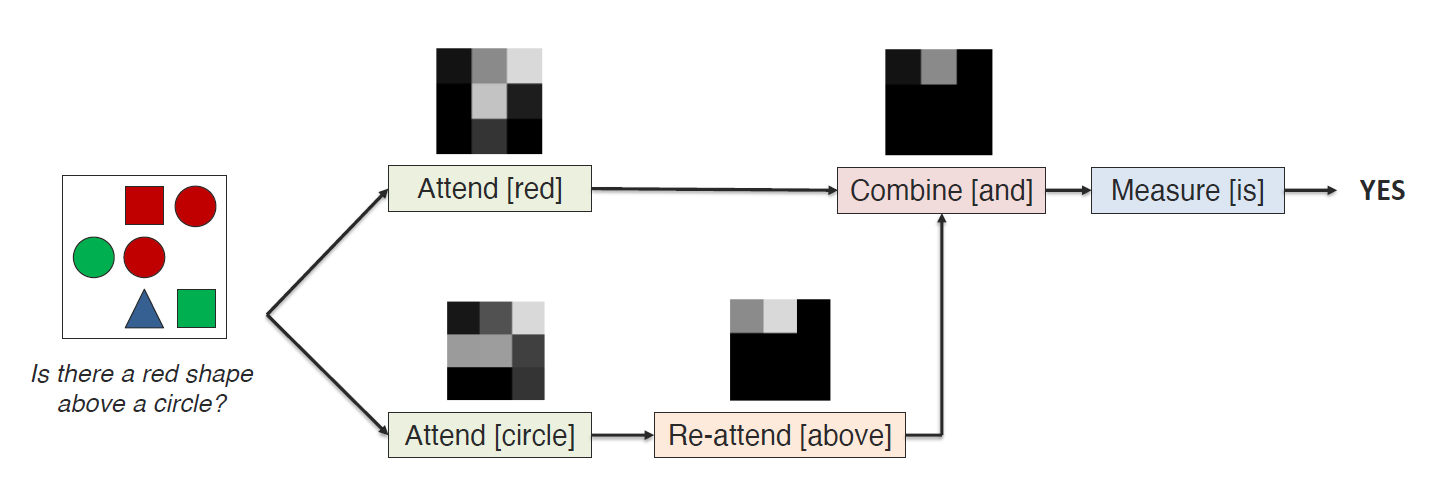 Is there a red shape
above a circle?
Attend [red]
Attend [circle]
Re-attend [above]
Combine [and]
Measure [is]
YES